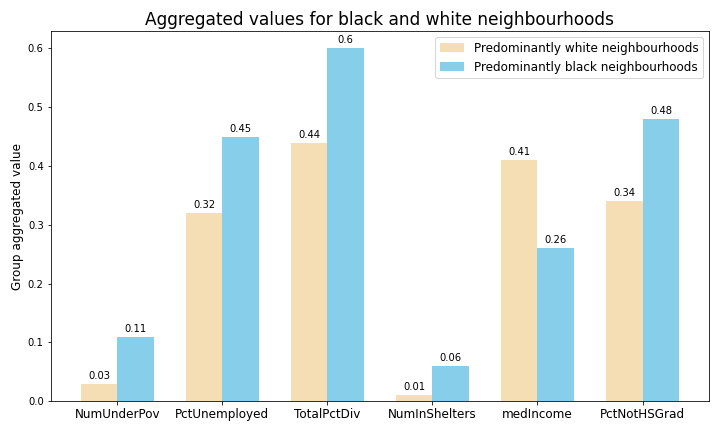 Aggregated values for black and white neighbourhoods
Predominantly white neighbourhoods
Predominantly black neighbourhoods
Group aggregated value
0.6
0.5
0.4
0.3
0.2
0.1
0.0
0.03
0.11
0.32
0.45
0.44
0.6
0.01
0.06
0.41
0.26
0.34
0.48
NumUnderPov
PctUnemployed
TotalPctDiv
NumInShelters
medIncome
PctNotHSGrad